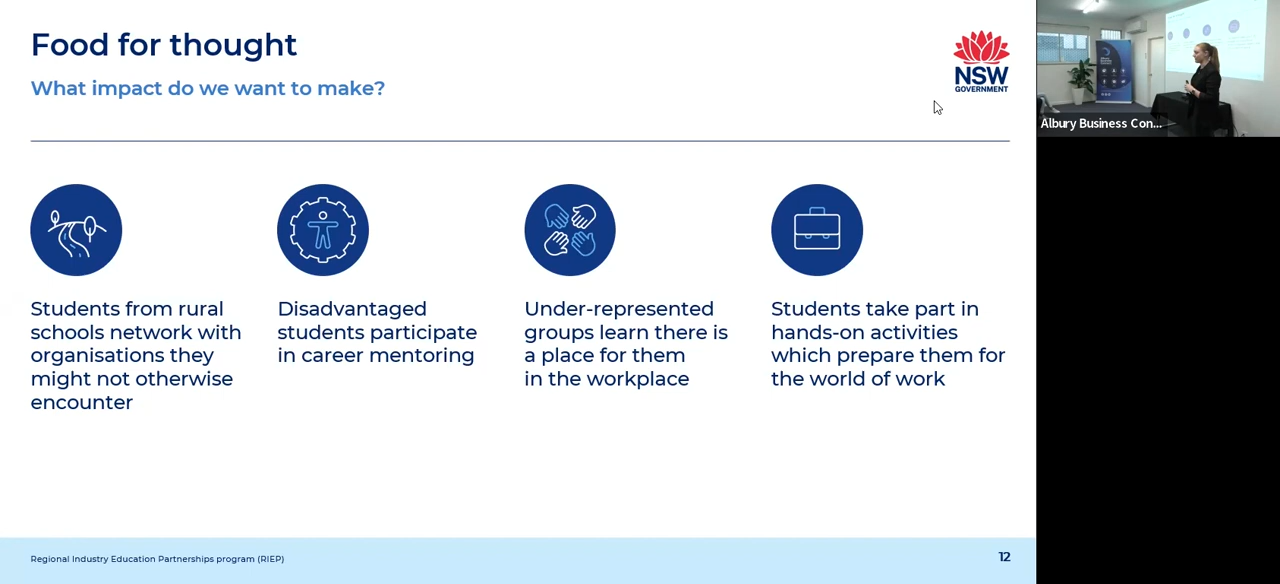 Food for thought
What impact do we want to make?
NSW
GOVERNMENT
Albury Business Con...
Students from rural
schools network with
organisations they
might not otherwise
encounter
Disadvantaged
students participate
in career mentoring
Under-represented
groups learn there is
a place for them
in the workplace
Students take part in
hands-on activities
which prepare them for
the world of work
Regional Industry Education Partnerships program (RIEP)
12